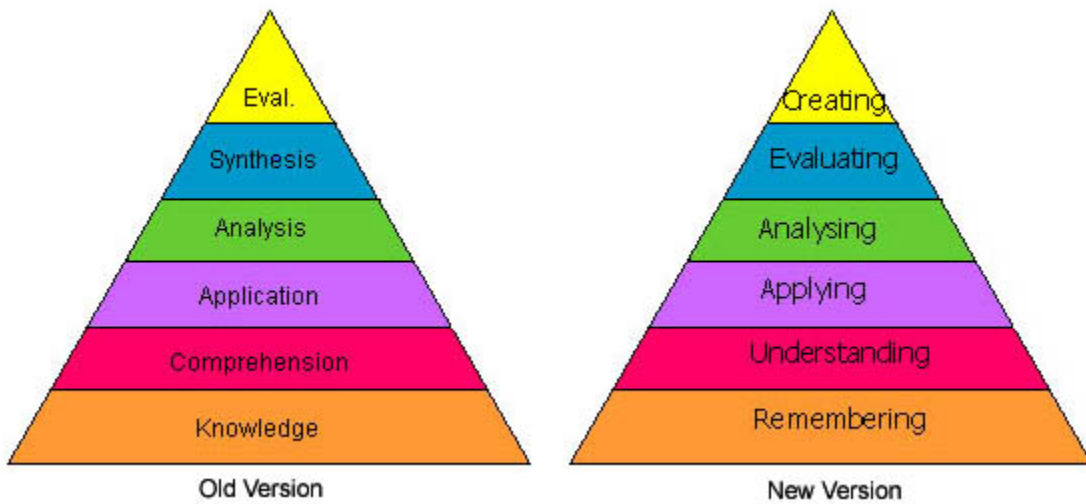 Eval.
Synthesis
Analysis
Application
Comprehension
Knowledge
Old Version
Creating
Evaluating
Analysing
Applying
Understanding
Remembering
New Version